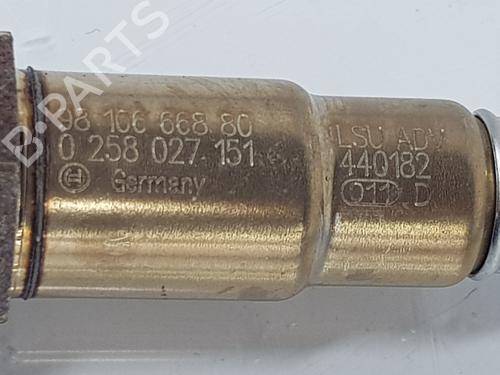 98 106 668 80
0 258 027 151
Germany
LSU ADV
440182
011 D
B-PARTS